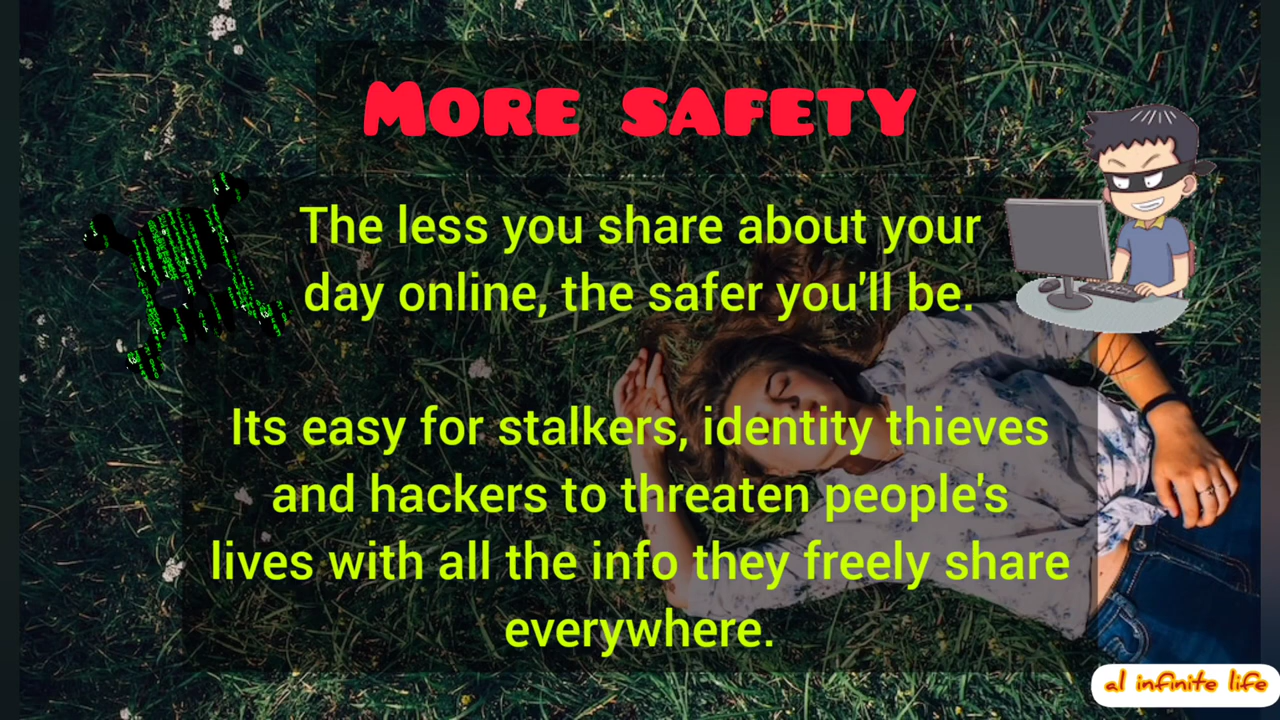 More safety
The less you share about your
day online, the safer you'll be.
Its easy for stalkers, identity thieves
and hackers to threaten people's
lives with all the info they freely share
everywhere.
al infinite life